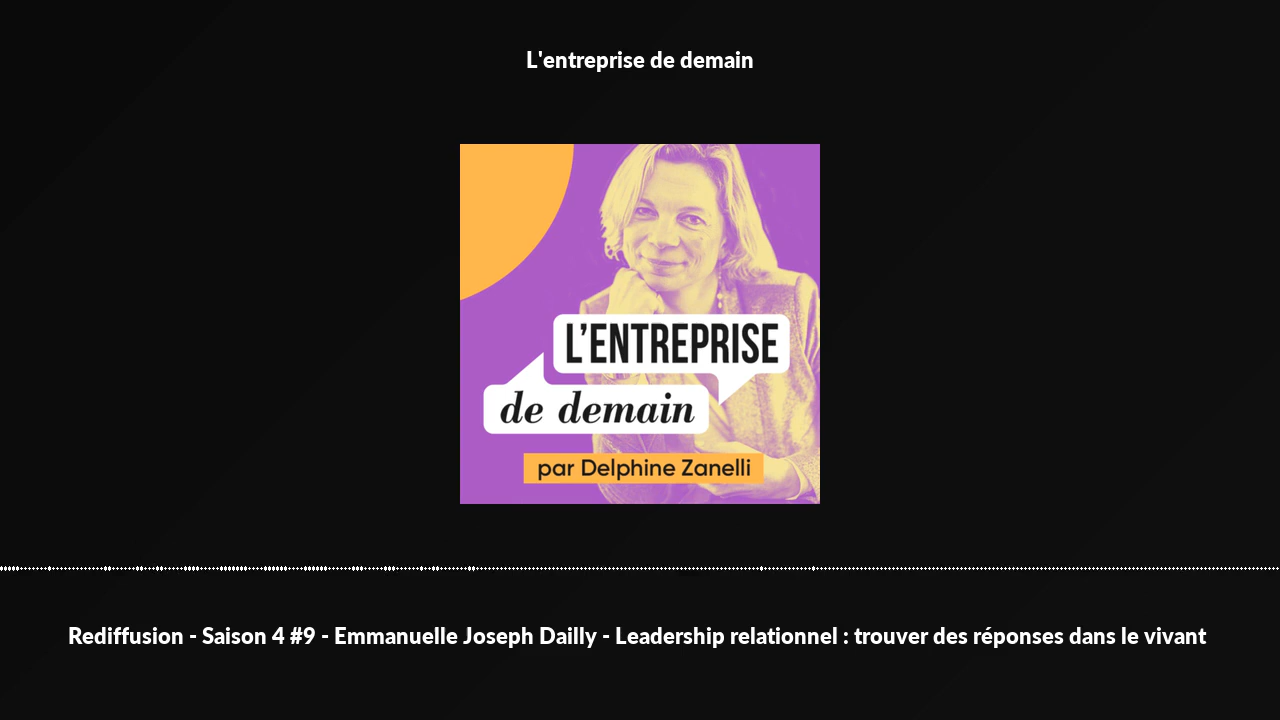 L'entreprise de demain
L'ENTREPRISE
de demain
par Delphine Zanelli
Rediffusion - Saison 4 #9 - Emmanuelle Joseph Dailly - Leadership relationnel : trouver des réponses dans le vivant